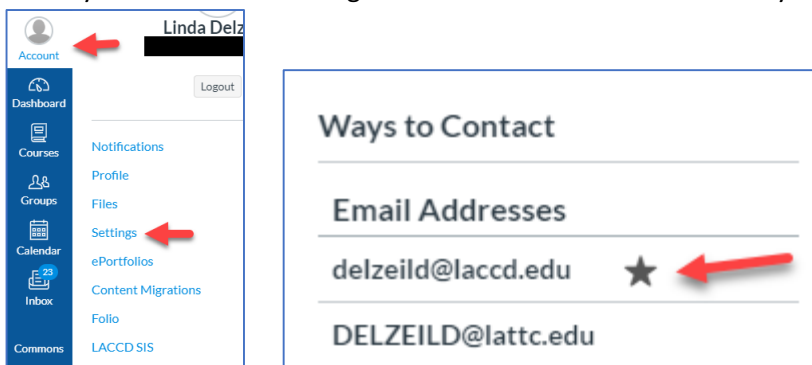 Linda Delz
Account
Logout
Dashboard
Courses
Groups
Calendar
23
Inbox
Commons
Notifications
Profile
Files
Settings
ePortfolios
Content Migrations
Folio
LACCD SIS
Ways to Contact
Email Addresses
delzeild@laccd.edu
DELZEILD@lattc.edu